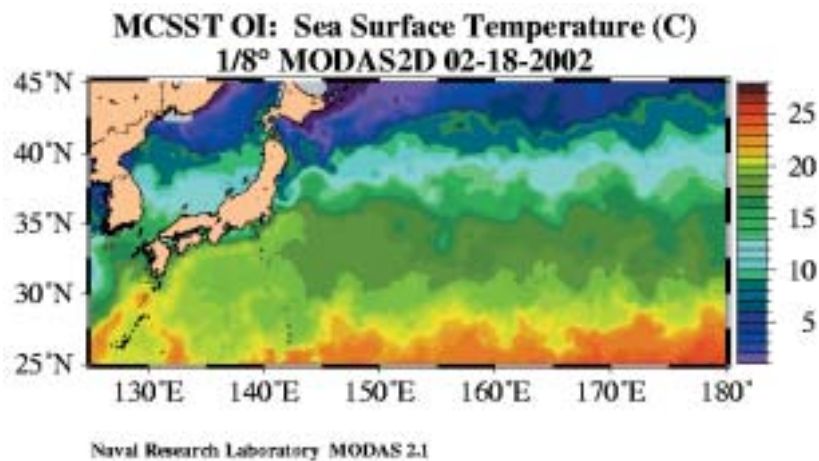 MCSST OI: Sea Surface Temperature (C)
1/8° MODAS2D 02-18-2002
45°N
40°N
35°N
30°N
25°N
25
20
15
10
5
130°E
140°E
150°E
160°E
170°E
180°
Naval Research Laboratory MODAS 2.1